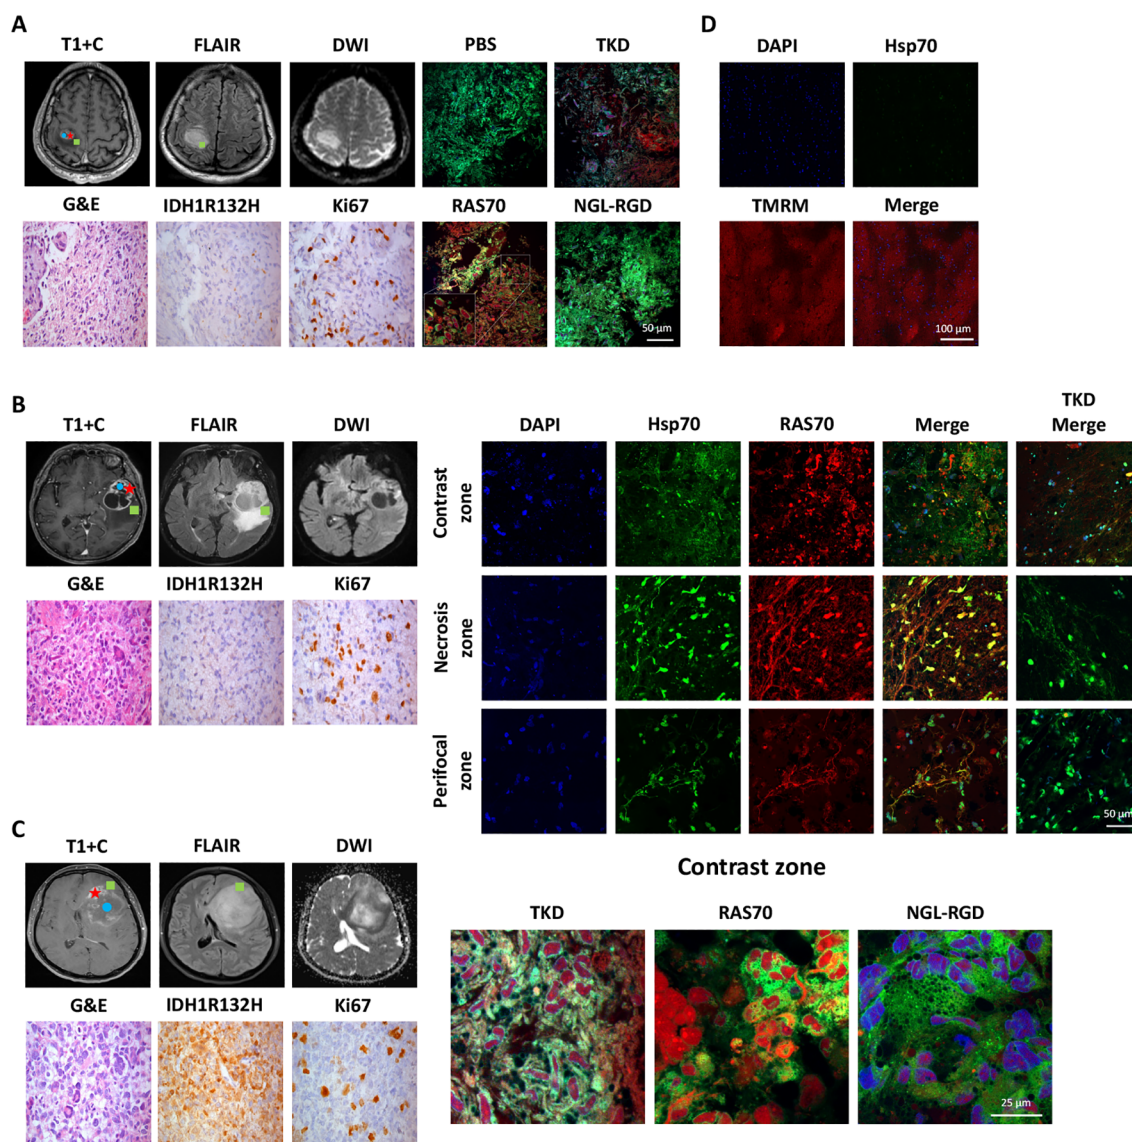 A
T1+C FLAIR DWI PBS TKD
G&E IDH1R132H Ki67 RAS70 NGL-RGD
50 µm
D
DAPI Hsp70
TMRM Merge
100 µm
B
T1+C FLAIR DWI
G&E IDH1R132H Ki67
DAPI Hsp70 RAS70 Merge TKD
Merge
Contrast
zone
Necrosis
zone
Perifocal
zone
50 µm
C
T1+C FLAIR DWI
G&E IDH1R132H Ki67
Contrast zone
TKD RAS70 NGL-RGD
25 µm